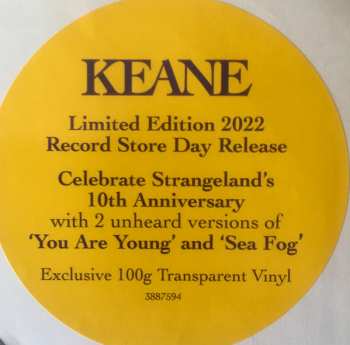 KEANE
Limited Edition 2022
Record Store Day Release
Celebrate Strangeland's
10th Anniversary
with 2 unheard versions of
'You Are Young' and 'Sea Fog'
Exclusive 100g Transparent Vinyl
3887594